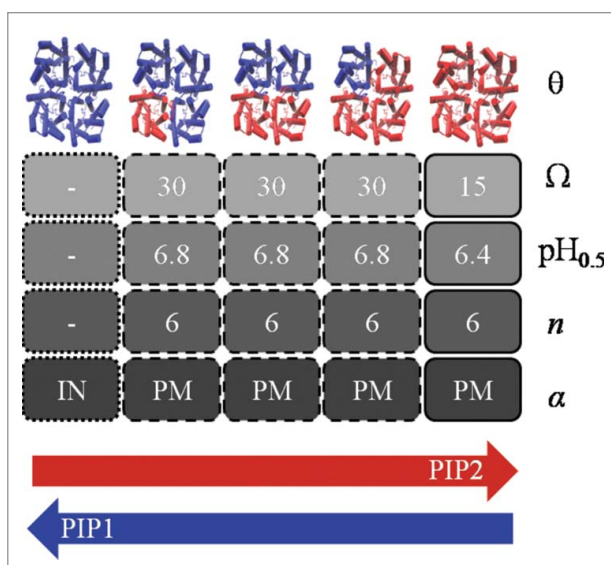 θ
- 30 30 30 15 Ω
- 6.8 6.8 6.8 6.4 pH0.5
- 6 6 6 6 n
IN PM PM PM PM α
PIP2
PIP1